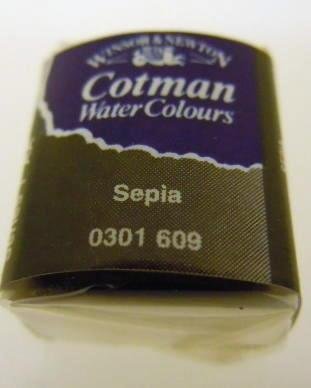 WINSOR & NEWTON
Cotman
Water Colours
Sepia
0301 609